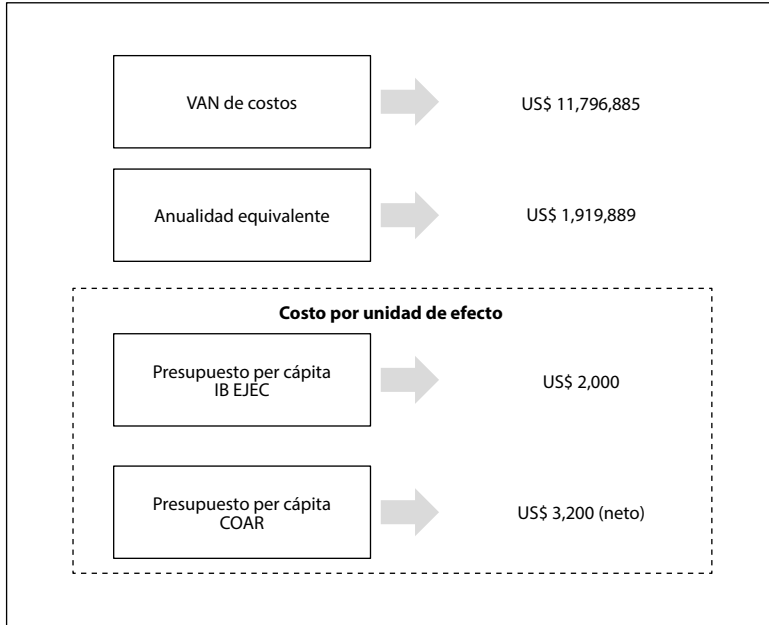 VAN de costos
US$ 11,796,885
Anualidad equivalente
US$ 1,919,889
Costo por unidad de efecto
Presupuesto per cápita
IB EJEC
US$ 2,000
Presupuesto per cápita
COAR
US$ 3,200 (neto)